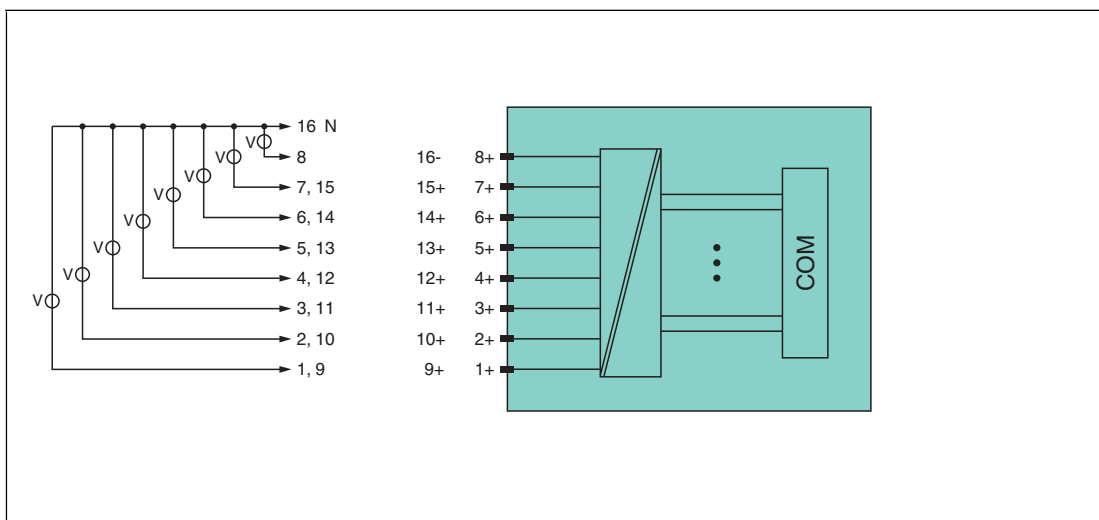 V 16 N
V 8 16- 8+
V 7, 15 15+ 7+
V 6, 14 14+ 6+
V 5, 13 13+ 5+
V 4, 12 12+ 4+
V 3, 11 11+ 3+
V 2, 10 10+ 2+
1, 9 9+ 1+
COM